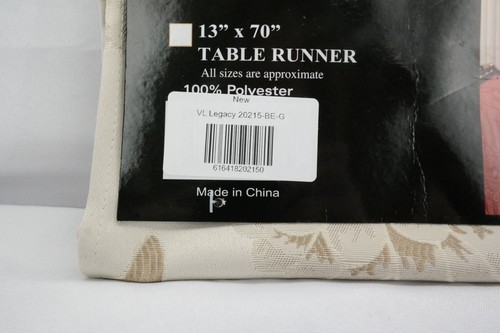 13" x 70"
TABLE RUNNER
All sizes are approximate
100% Polyester
New
VL Legacy 20215-BE-G
616418202150
Made in China